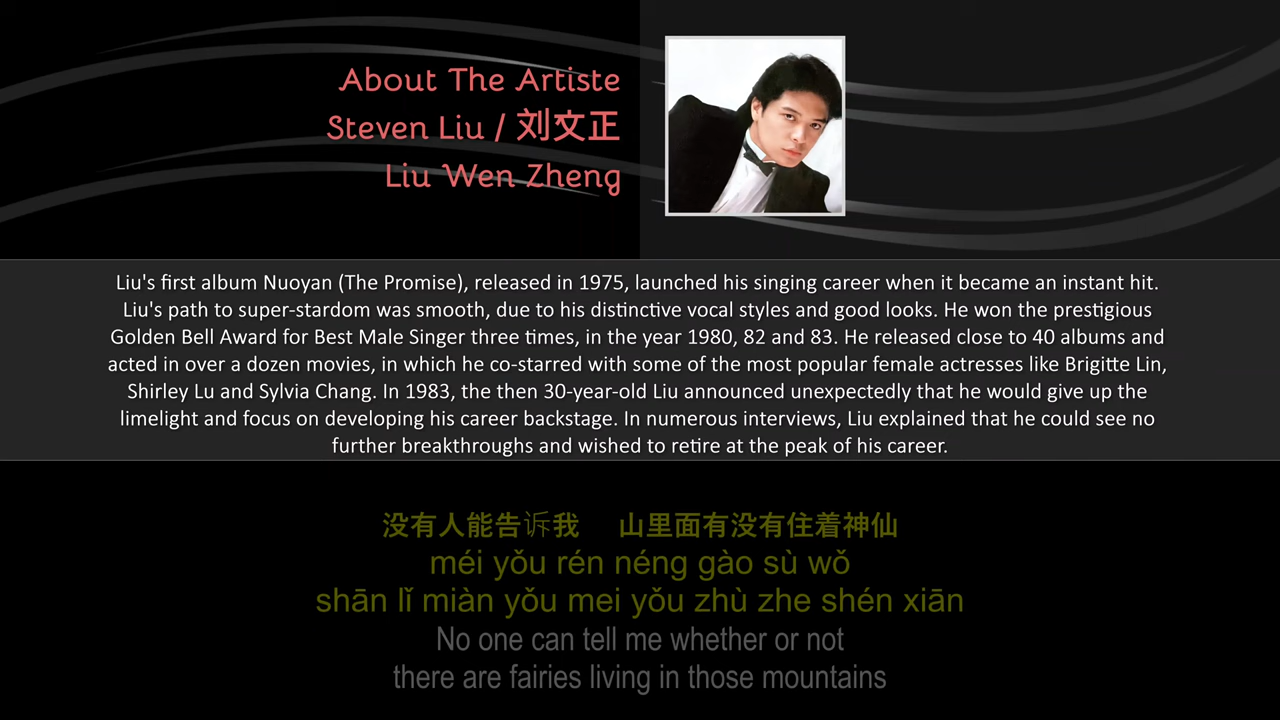 About The Artiste
Steven Liu / 刘文正
Liu Wen Zheng
Liu's first album Nuoyan (The Promise), released in 1975, launched his singing career when it became an instant hit.
Liu's path to super-stardom was smooth, due to his distinctive vocal styles and good looks. He won the prestigious
Golden Bell Award for Best Male Singer three times, in the year 1980, 82 and 83. He released close to 40 albums and
acted in over a dozen movies, in which he co-starred with some of the most popular female actresses like Brigitte Lin,
Shirley Lu and Sylvia Chang. In 1983, the then 30-year-old Liu announced unexpectedly that he would give up the
limelight and focus on developing his career backstage. In numerous interviews, Liu explained that he could see no
further breakthroughs and wished to retire at the peak of his career.
没有人能告诉我 山里面有没有住着神仙
méi yǒu rén néng gào sù wǒ
shān lǐ miàn yǒu mei yǒu zhù zhe shén xiān
No one can tell me whether or not
there are fairies living in those mountains